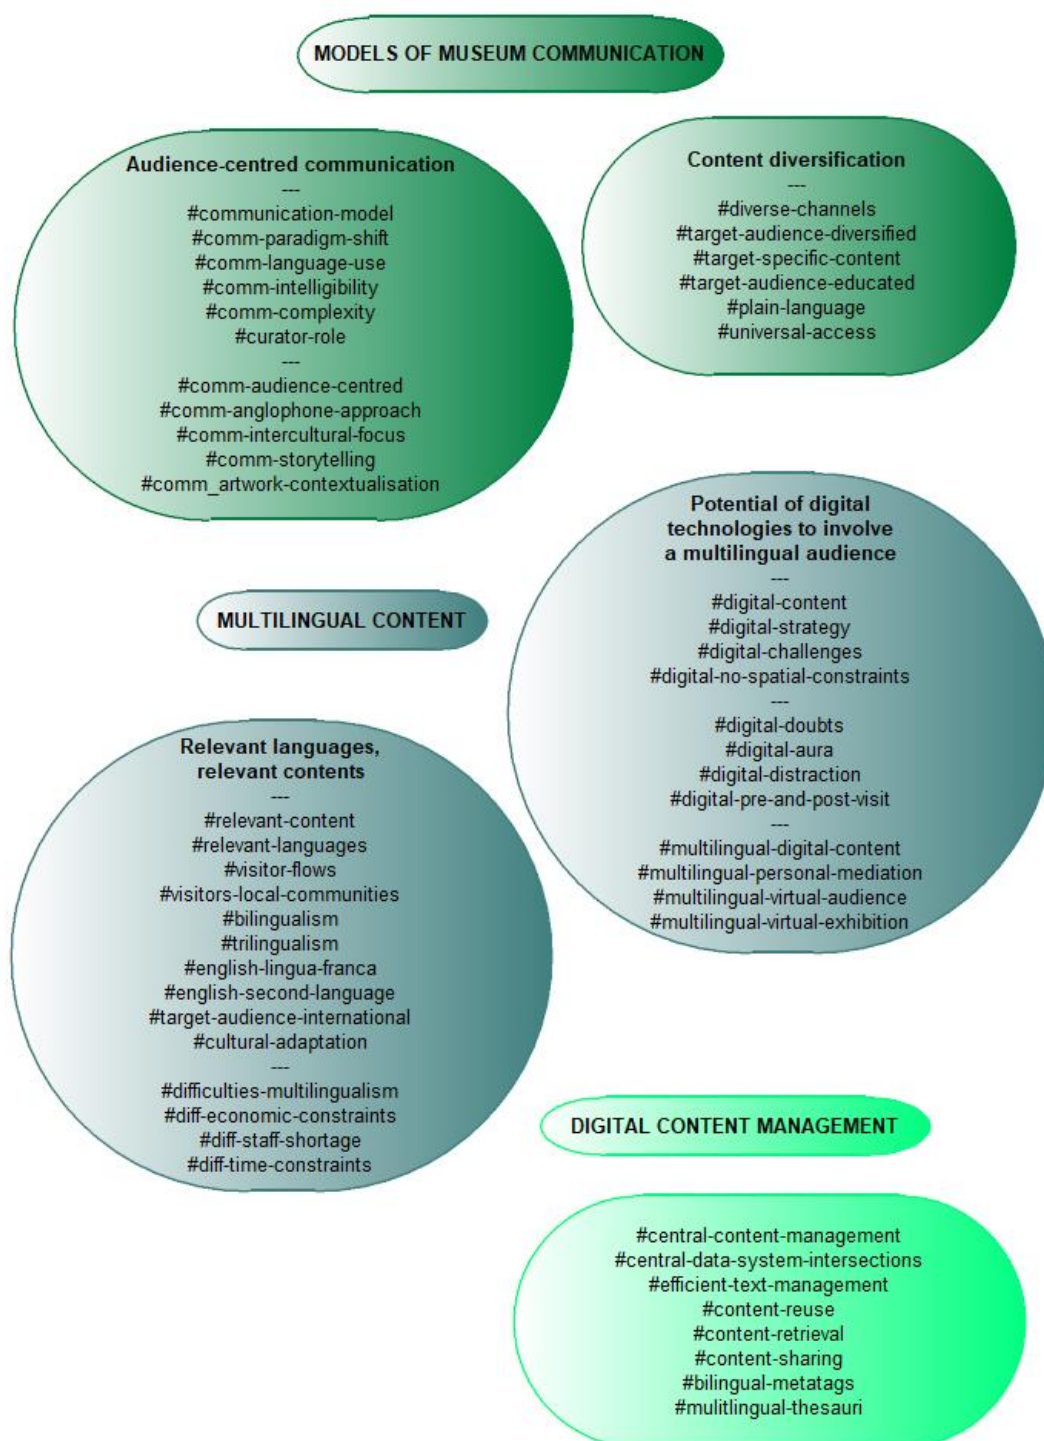 MODELS OF MUSEUM COMMUNICATION
Audience-centred communication
---
#communication-model
#comm-paradigm-shift
#comm-language-use
#comm-intelligibility
#comm-complexity
#curator-role
---
#comm-audience-centred
#comm-anglophone-approach
#comm-intercultural-focus
#comm-storytelling
#comm_artwork-contextualisation
Content diversification
---
#diverse-channels
#target-audience-diversified
#target-specific-content
#target-audience-educated
#plain-language
#universal-access
MULTILINGUAL CONTENT
Potential of digital
technologies to involve
a multilingual audience
---
#digital-content
#digital-strategy
#digital-challenges
#digital-no-spatial-constraints
---
#digital-doubts
#digital-aura
#digital-distraction
#digital-pre-and-post-visit
---
#multilingual-digital-content
#multilingual-personal-mediation
#multilingual-virtual-audience
#multilingual-virtual-exhibition
Relevant languages,
relevant contents
---
#relevant-content
#relevant-languages
#visitor-flows
#visitors-local-communities
#bilingualism
#trilingualism
#english-lingua-franca
#english-second-language
#target-audience-international
#cultural-adaptation
---
#difficulties-multilingualism
#diff-economic-constraints
#diff-staff-shortage
#diff-time-constraints
DIGITAL CONTENT MANAGEMENT
#central-content-management
#central-data-system-intersections
#efficient-text-management
#content-reuse
#content-retrieval
#content-sharing
#bilingual-metatags
#mulitlingual-thesauri